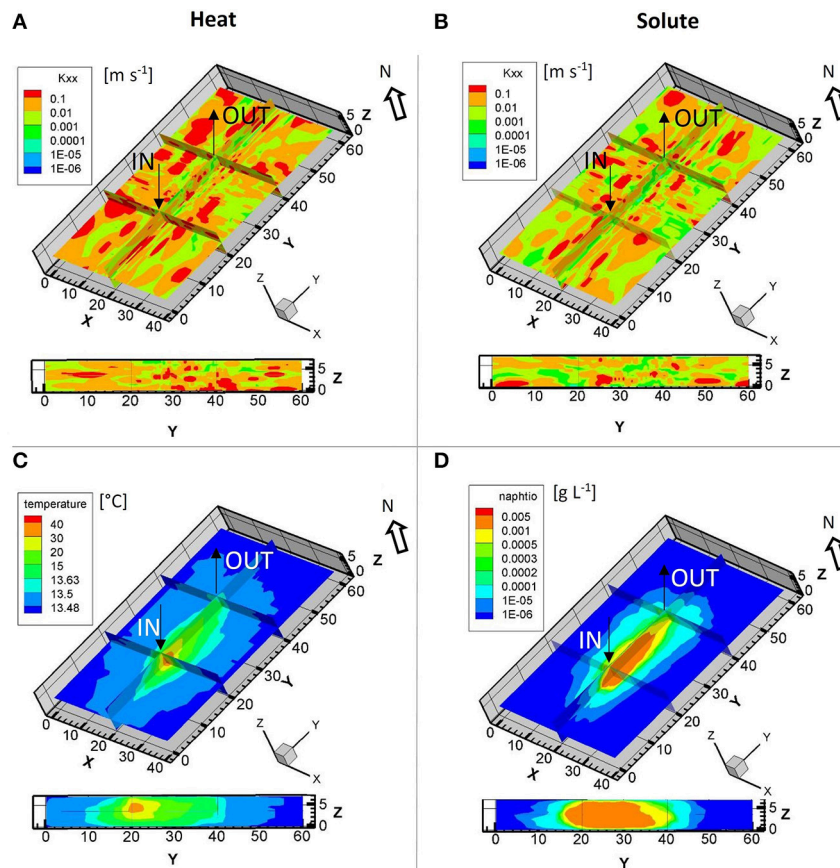 Heat
Solute
A
Kxx
[m s⁻¹]
0.1
0.01
0.001
0.0001
1E-05
1E-06
N
IN
OUT
5
0
Z
60
50
40
30
20
10
0
Y
0
10
20
30
40
X
Z
Y
X
5
0
Z
0
10
20
30
40
50
60
Y
B
Kxx
[m s⁻¹]
0.1
0.01
0.001
0.0001
1E-05
1E-06
N
IN
OUT
5
0
Z
60
50
40
30
20
10
0
Y
0
10
20
30
40
X
Z
Y
X
5
0
Z
0
10
20
30
40
50
60
Y
C
temperature
[°C]
40
30
20
15
13.63
13.5
13.48
N
IN
OUT
5
0
Z
60
50
40
30
20
10
0
Y
0
10
20
30
40
X
Z
Y
X
5
0
Z
0
10
20
30
40
50
60
Y
D
naphtio
[g L⁻¹]
0.005
0.001
0.0005
0.0003
0.0002
0.0001
1E-05
1E-06
N
IN
OUT
5
0
Z
60
50
40
30
20
10
0
Y
0
10
20
30
40
X
Z
Y
X
5
0
Z
0
10
20
30
40
50
60
Y